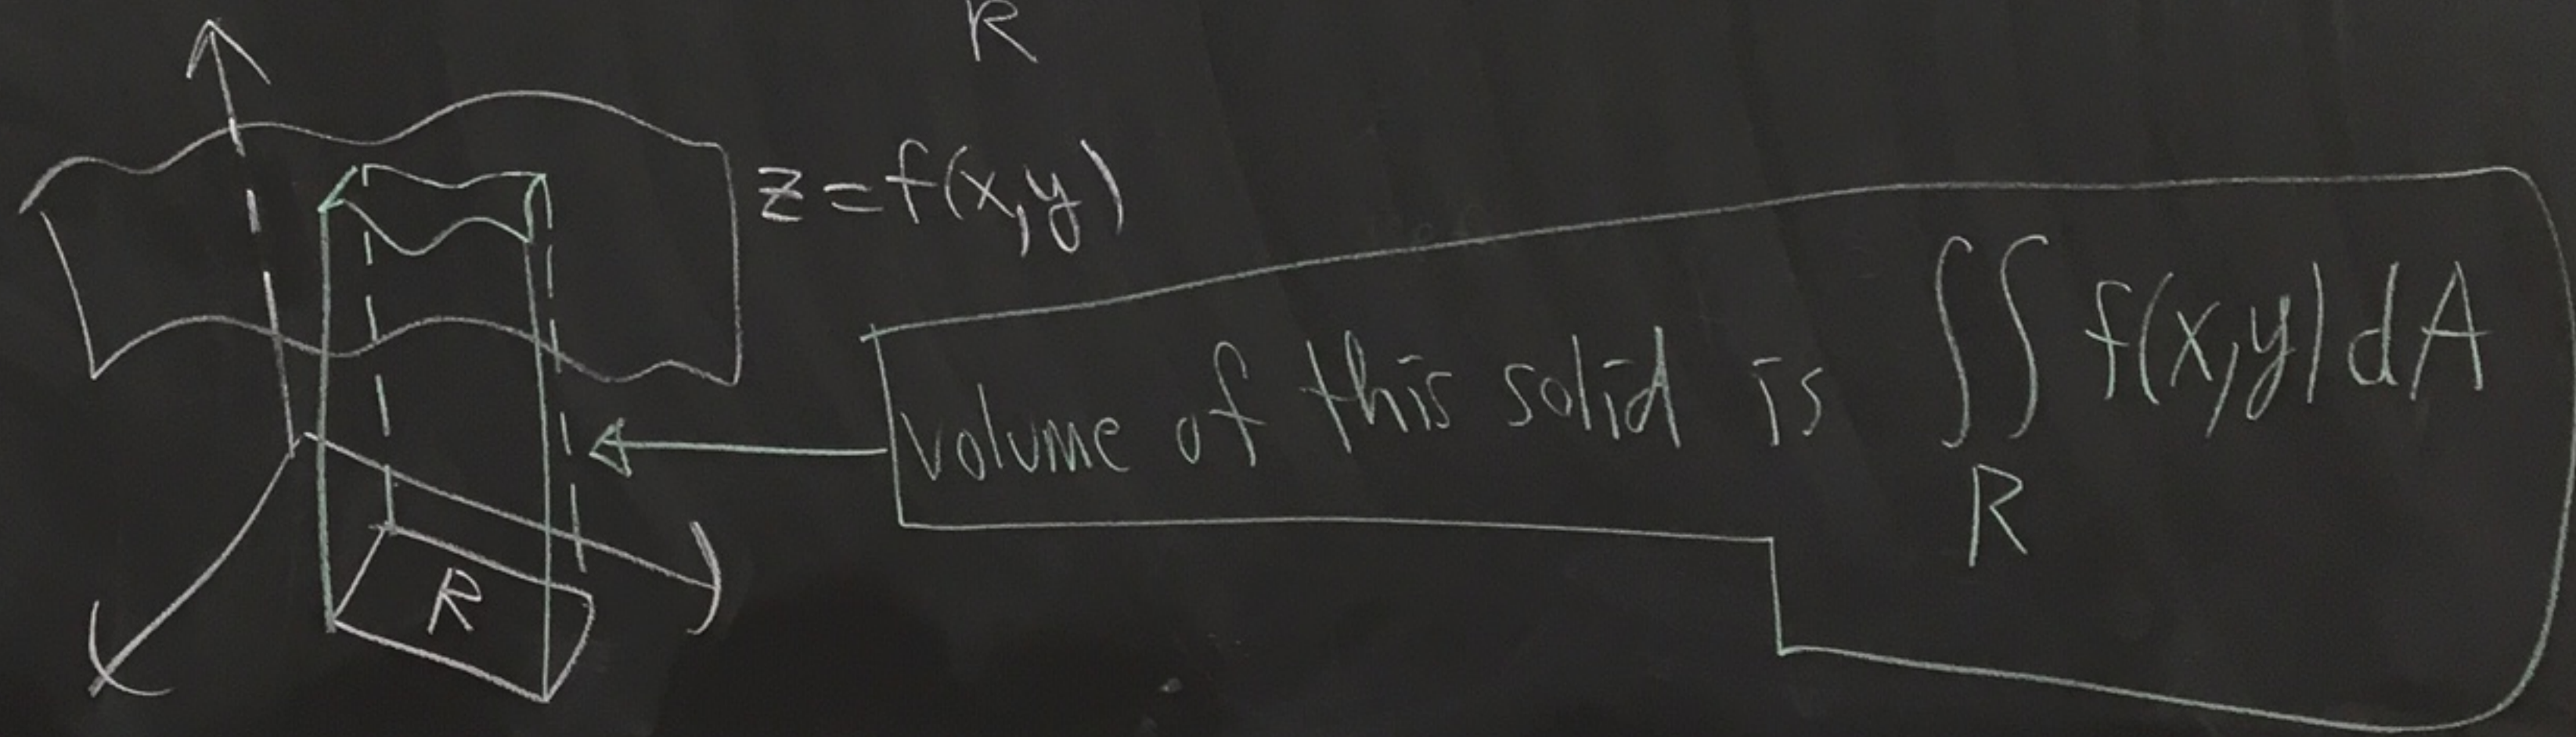 R
z=f(x,y)
volume of this solid is ∬ f(x,y) dA
R
R